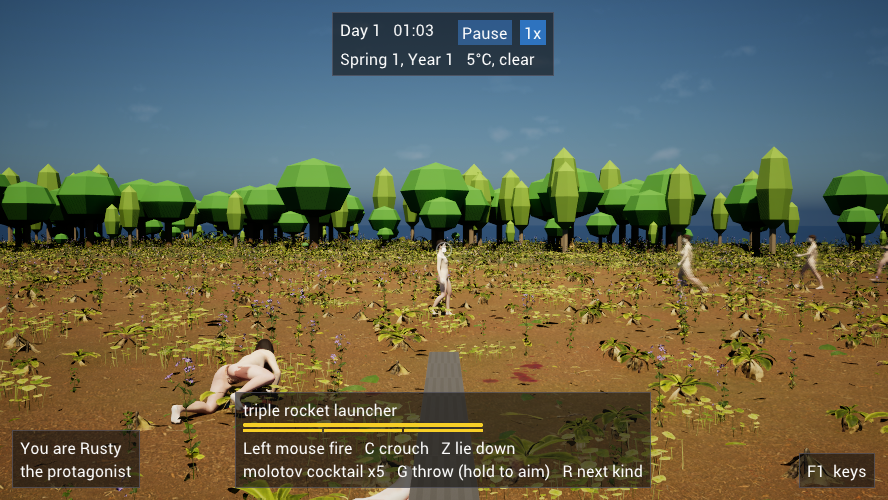 Day 1 01:03 Pause 1x
Spring 1, Year 1 5°C, clear
triple rocket launcher
Left mouse fire C crouch Z lie down
molotov cocktail x5 G throw (hold to aim) R next kind
You are Rusty
the protagonist
F1 keys